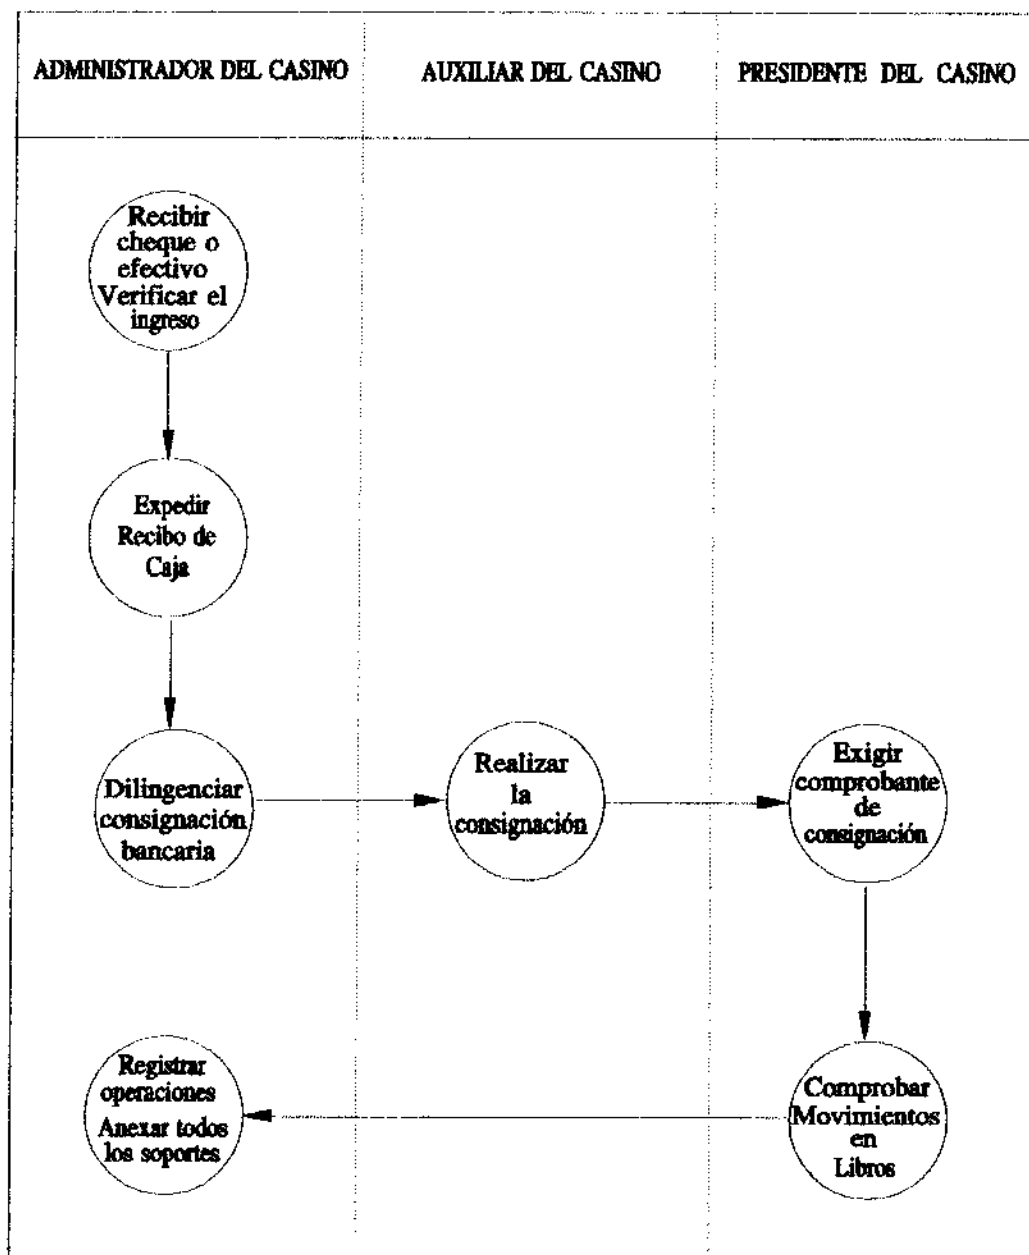 ADMINISTRADOR DEL CASINO
AUXILIAR DEL CASINO
PRESIDENTE DEL CASINO
Recibir
cheque o
efectivo
Verificar el
ingreso
Expedir
Recibo de
Caja
Dilingenciar
consignación
bancaria
Realizar
la
consignación
Exigir
comprobante
de
consignación
Registrar
operaciones
Anexar todos
los soportes
Comprobar
Movimientos
en
Libros